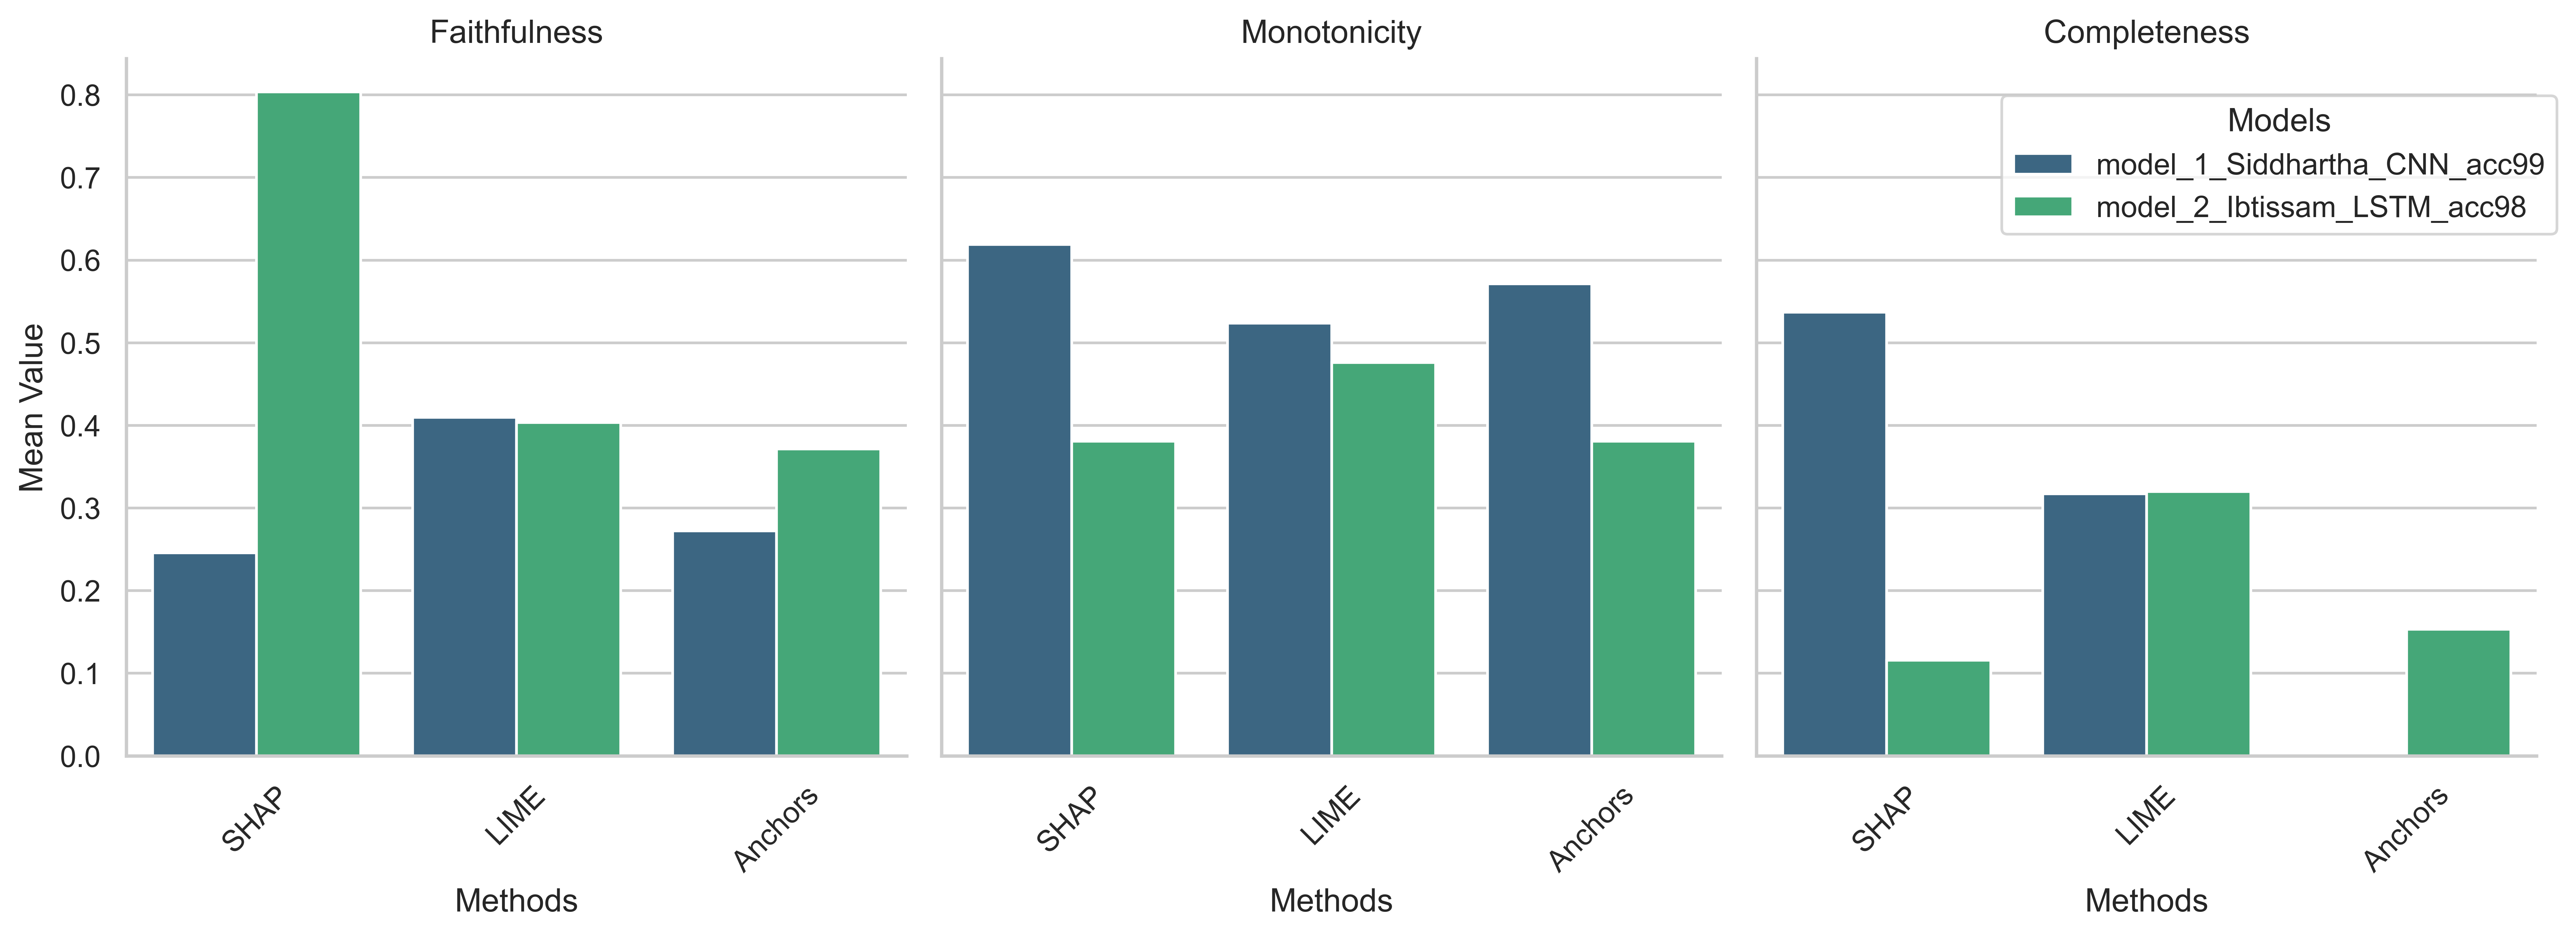 Faithfulness
Monotonicity
Completeness
Mean Value
0.8
0.7
0.6
0.5
0.4
0.3
0.2
0.1
0.0
Models
model_1_Siddhartha_CNN_acc99
model_2_Ibtissam_LSTM_acc98
SHAP
LIME
Anchors
SHAP
LIME
Anchors
SHAP
LIME
Anchors
Methods
Methods
Methods